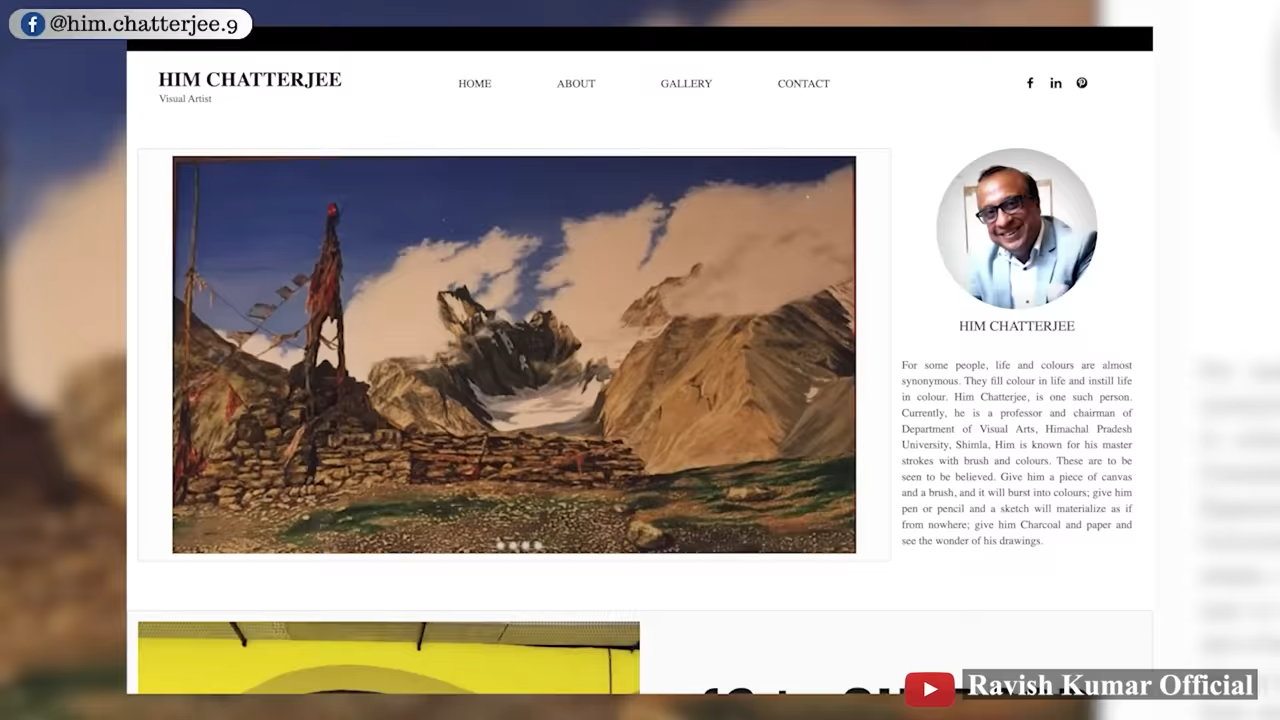 @him.chatterjee.9
HIM CHATTERJEE
Visual Artist
HOME
ABOUT
GALLERY
CONTACT
HIM CHATTERJEE
For some people, life and colours are almost
synonymous. They fill colour in life and instill life
in colour. Him Chatterjee, is one such person.
Currently, he is a professor and chairman of
Department of Visual Arts, Himachal Pradesh
University, Shimla, Him is known for his master
strokes with brush and colours. These are to be
seen to be believed. Give him a piece of canvas
and a brush, and it will burst into colours; give him
pen or pencil and a sketch will materialize as if
from nowhere; give him Charcoal and paper and
see the wonder of his drawings.
Ravish Kumar Official